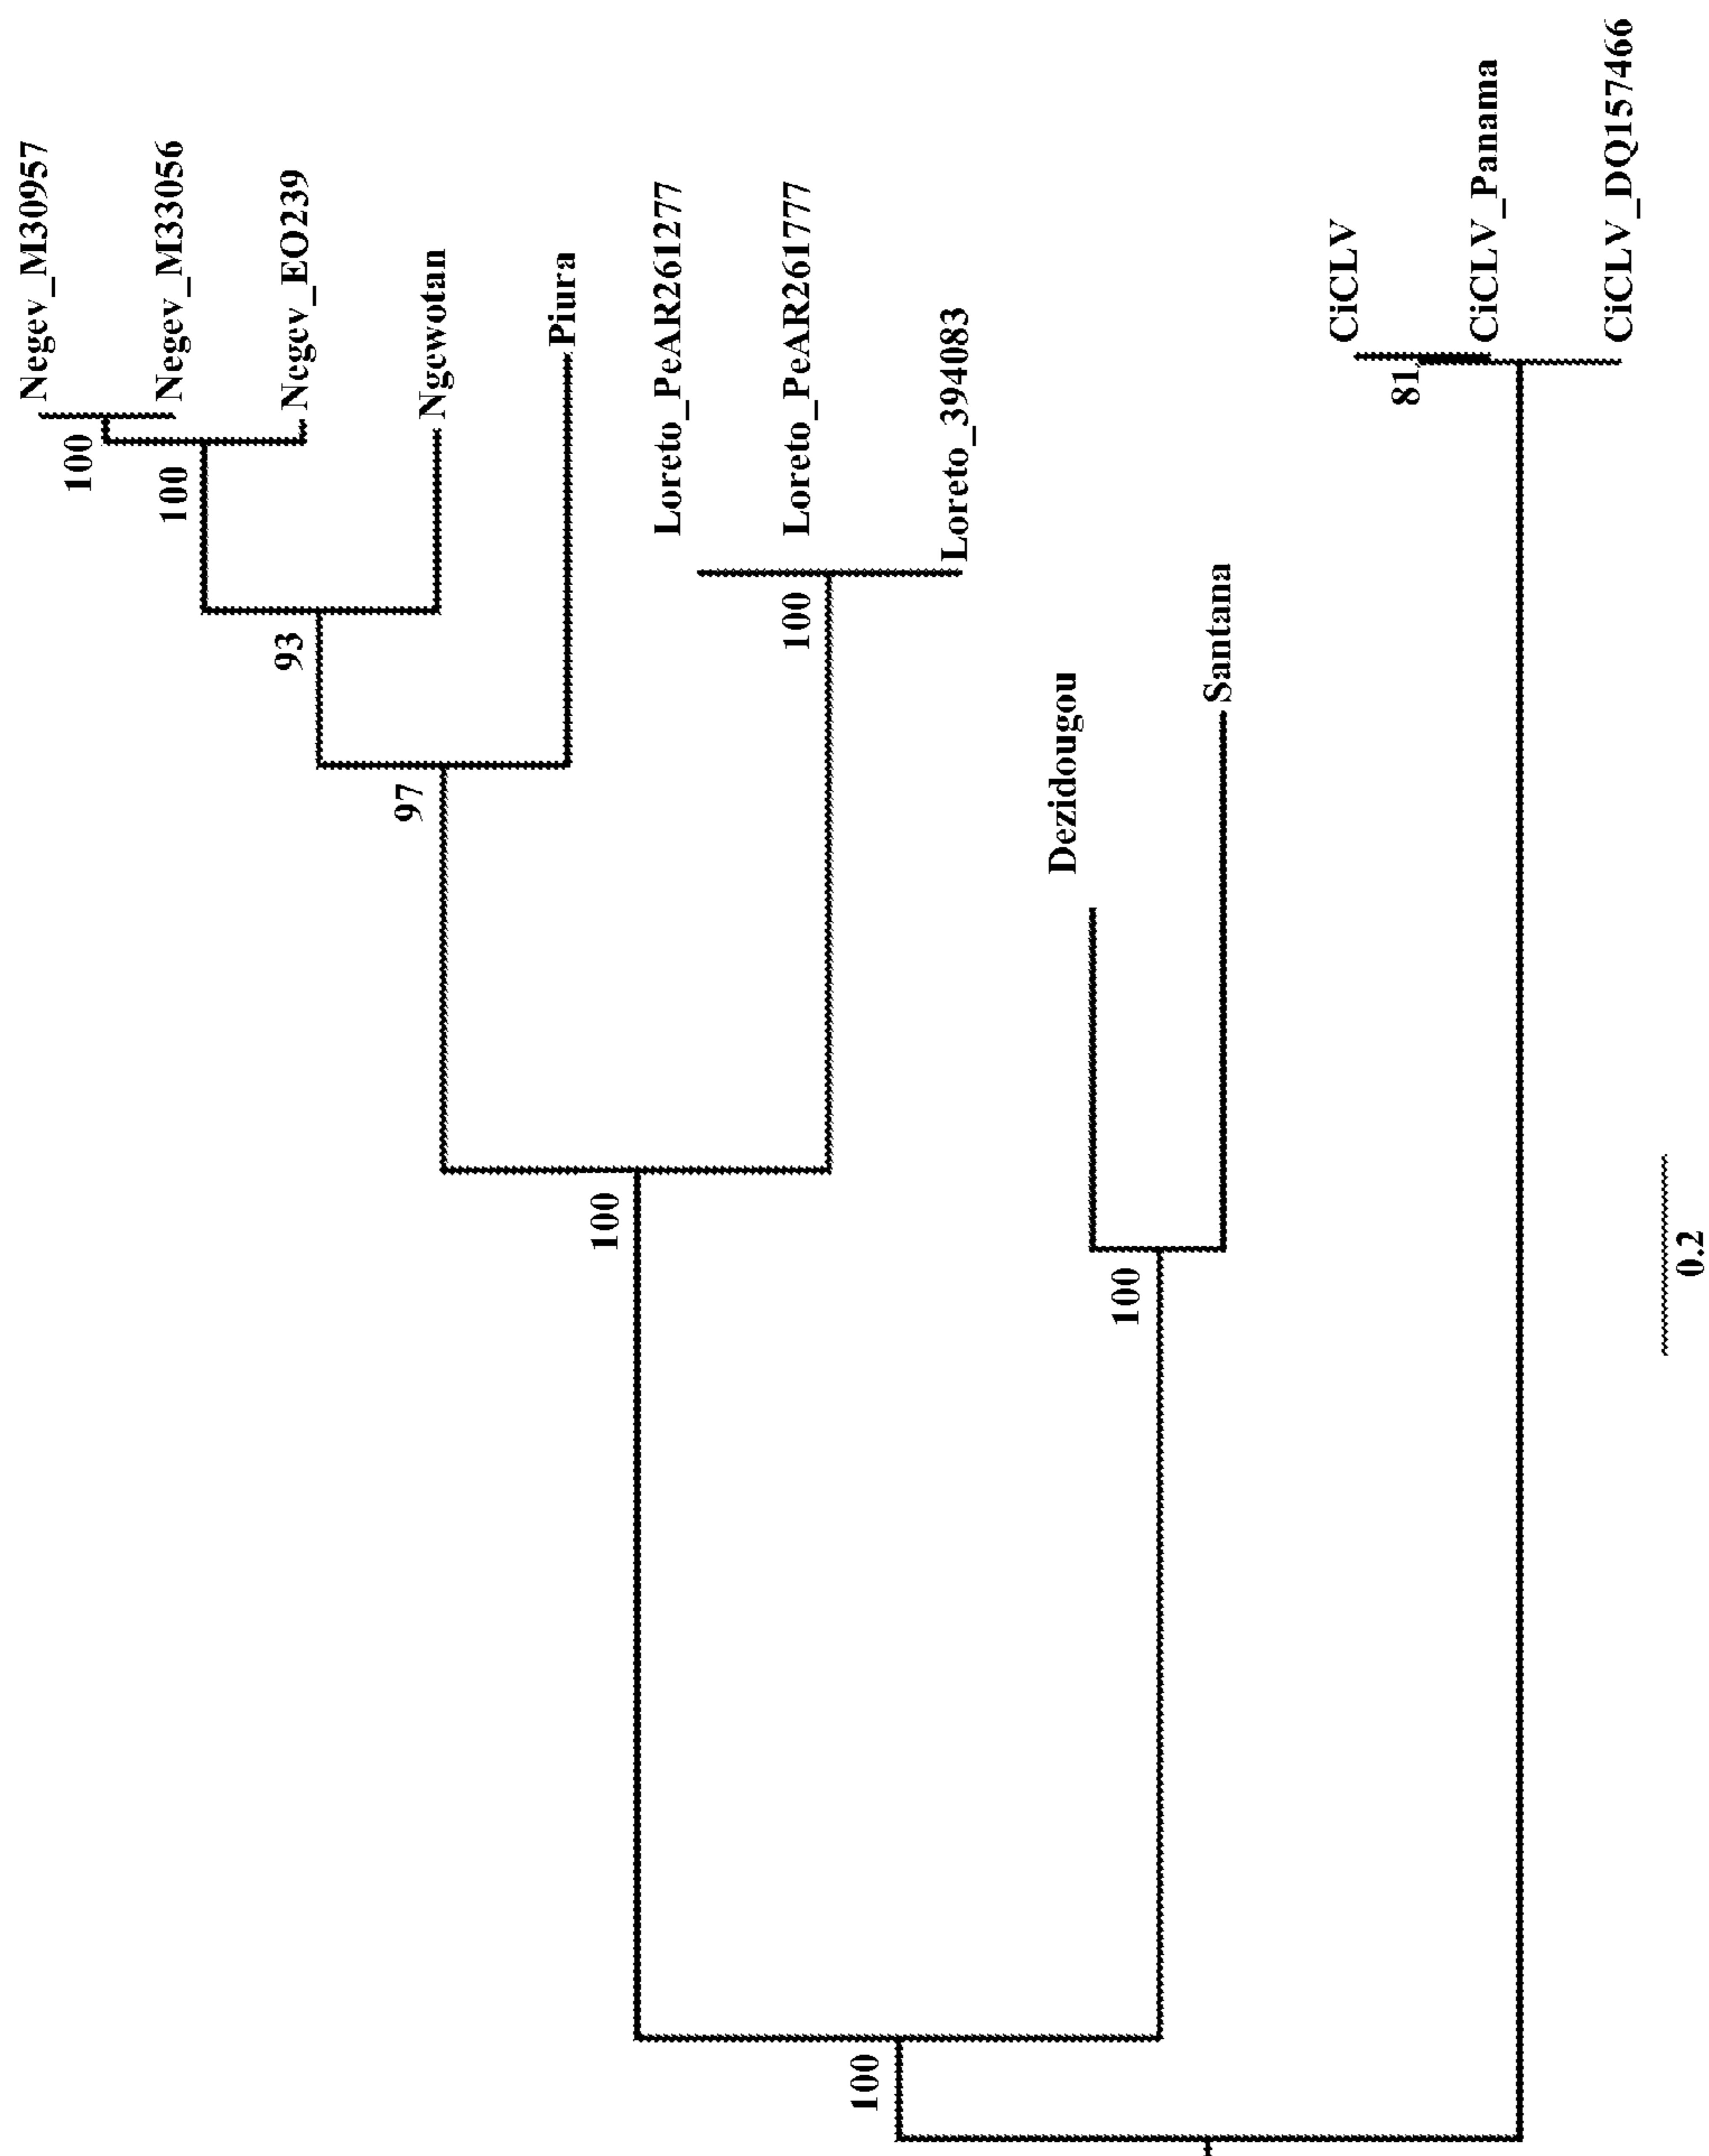 Negev_M30957
100
Negev_M33056
100
Negev_EO239
93
Ngewotan
97
Piura
100
Loreto_PeAR261277
Loreto_PeAR261777
100
Loreto_394083
100
Dezidougou
100
Santana
CiCLV
81
CiCLV_Panama
CiCLV_DQ157466
0.2